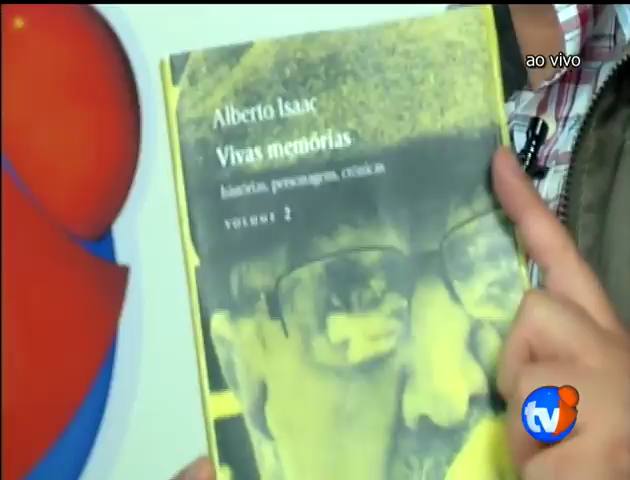 ao vivo
Alberto Isaac
Vivas memórias
histórias, personagens, crônicas
VOLUME 2
tv